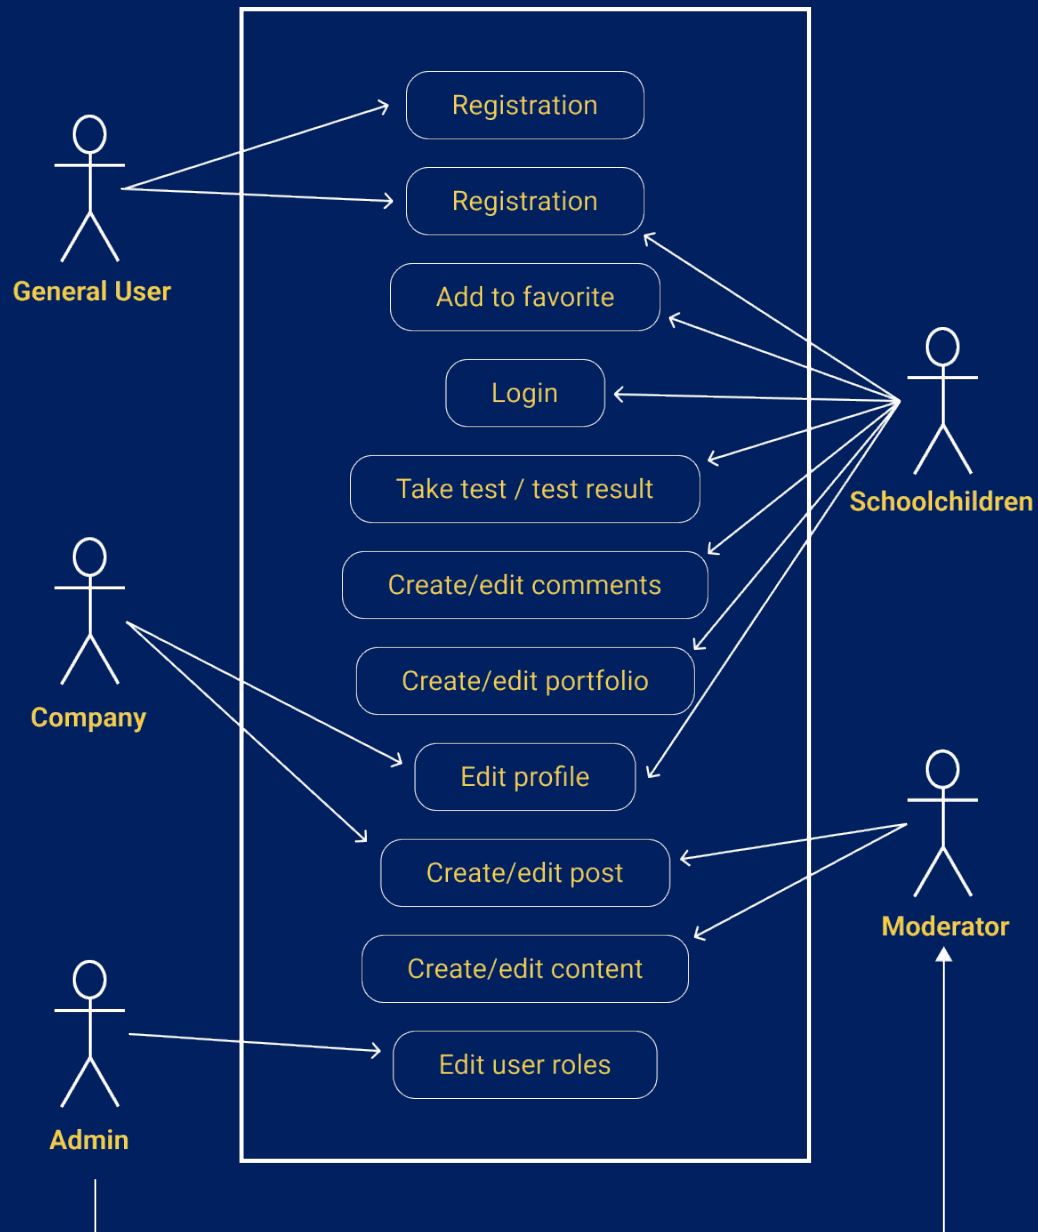 Registration
Registration
General User
Add to favorite
Login
Take test / test result
Schoolchildren
Create/edit comments
Create/edit portfolio
Company
Edit profile
Create/edit post
Moderator
Create/edit content
Edit user roles
Admin